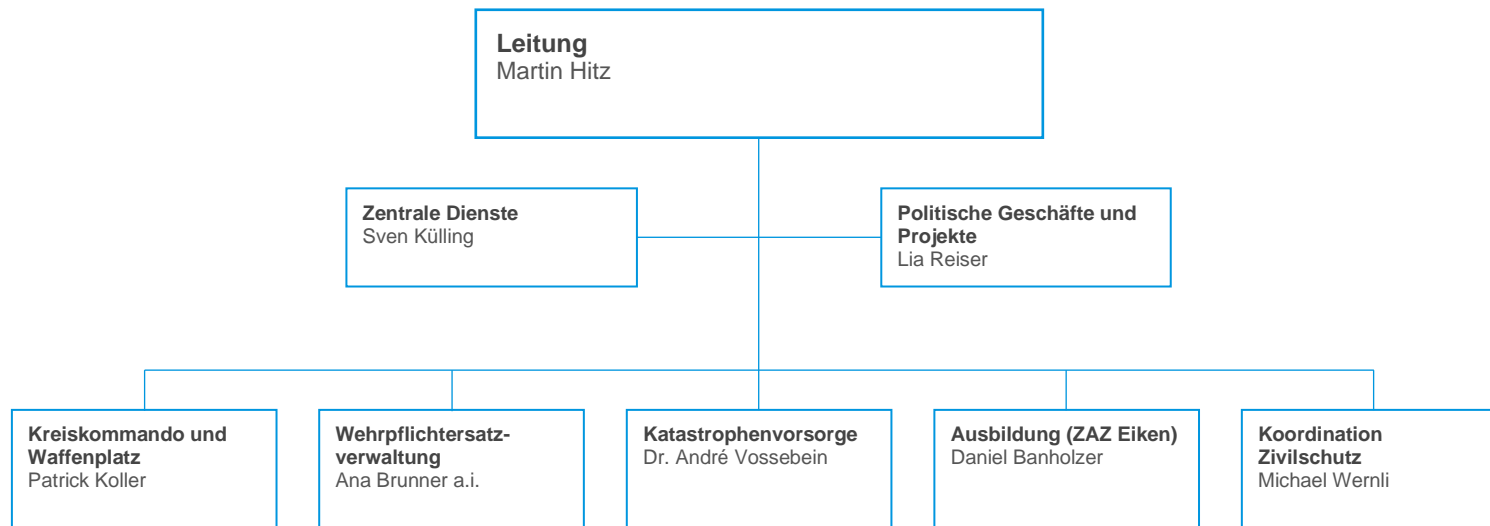 Leitung
Martin Hitz
Zentrale Dienste
Sven Külling
Politische Geschäfte und
Projekte
Lia Reiser
Kreiskommando und
Waffenplatz
Patrick Koller
Wehrpflichtersatz-
verwaltung
Ana Brunner a.i.
Katastrophenvorsorge
Dr. André Vossebein
Ausbildung (ZAZ Eiken)
Daniel Banholzer
Koordination
Zivilschutz
Michael Wernli